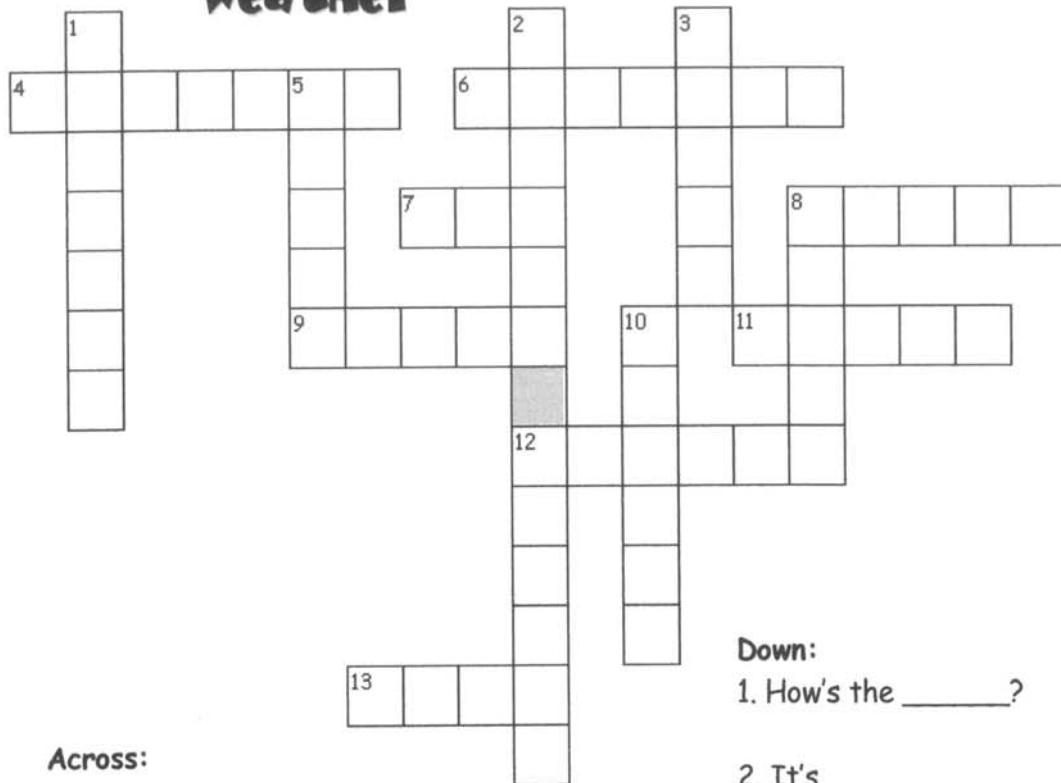 Weather
1 2 3
4 5 6
7 8
9 10 11
12
13
Down:
1. How's the _______?
Across:
2. It's